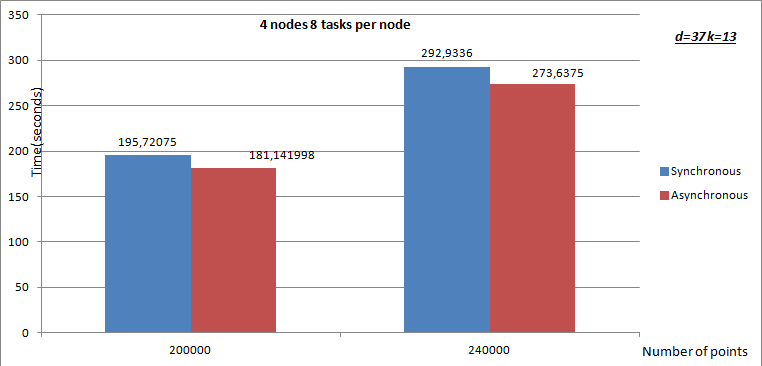 4 nodes 8 tasks per node
d=37k=13
350
300
250
200
150
100
50
0
Time(seconds)
195,72075
181,141998
292,9336
273,6375
Synchronous
Asynchronous
200000
240000
Number of points